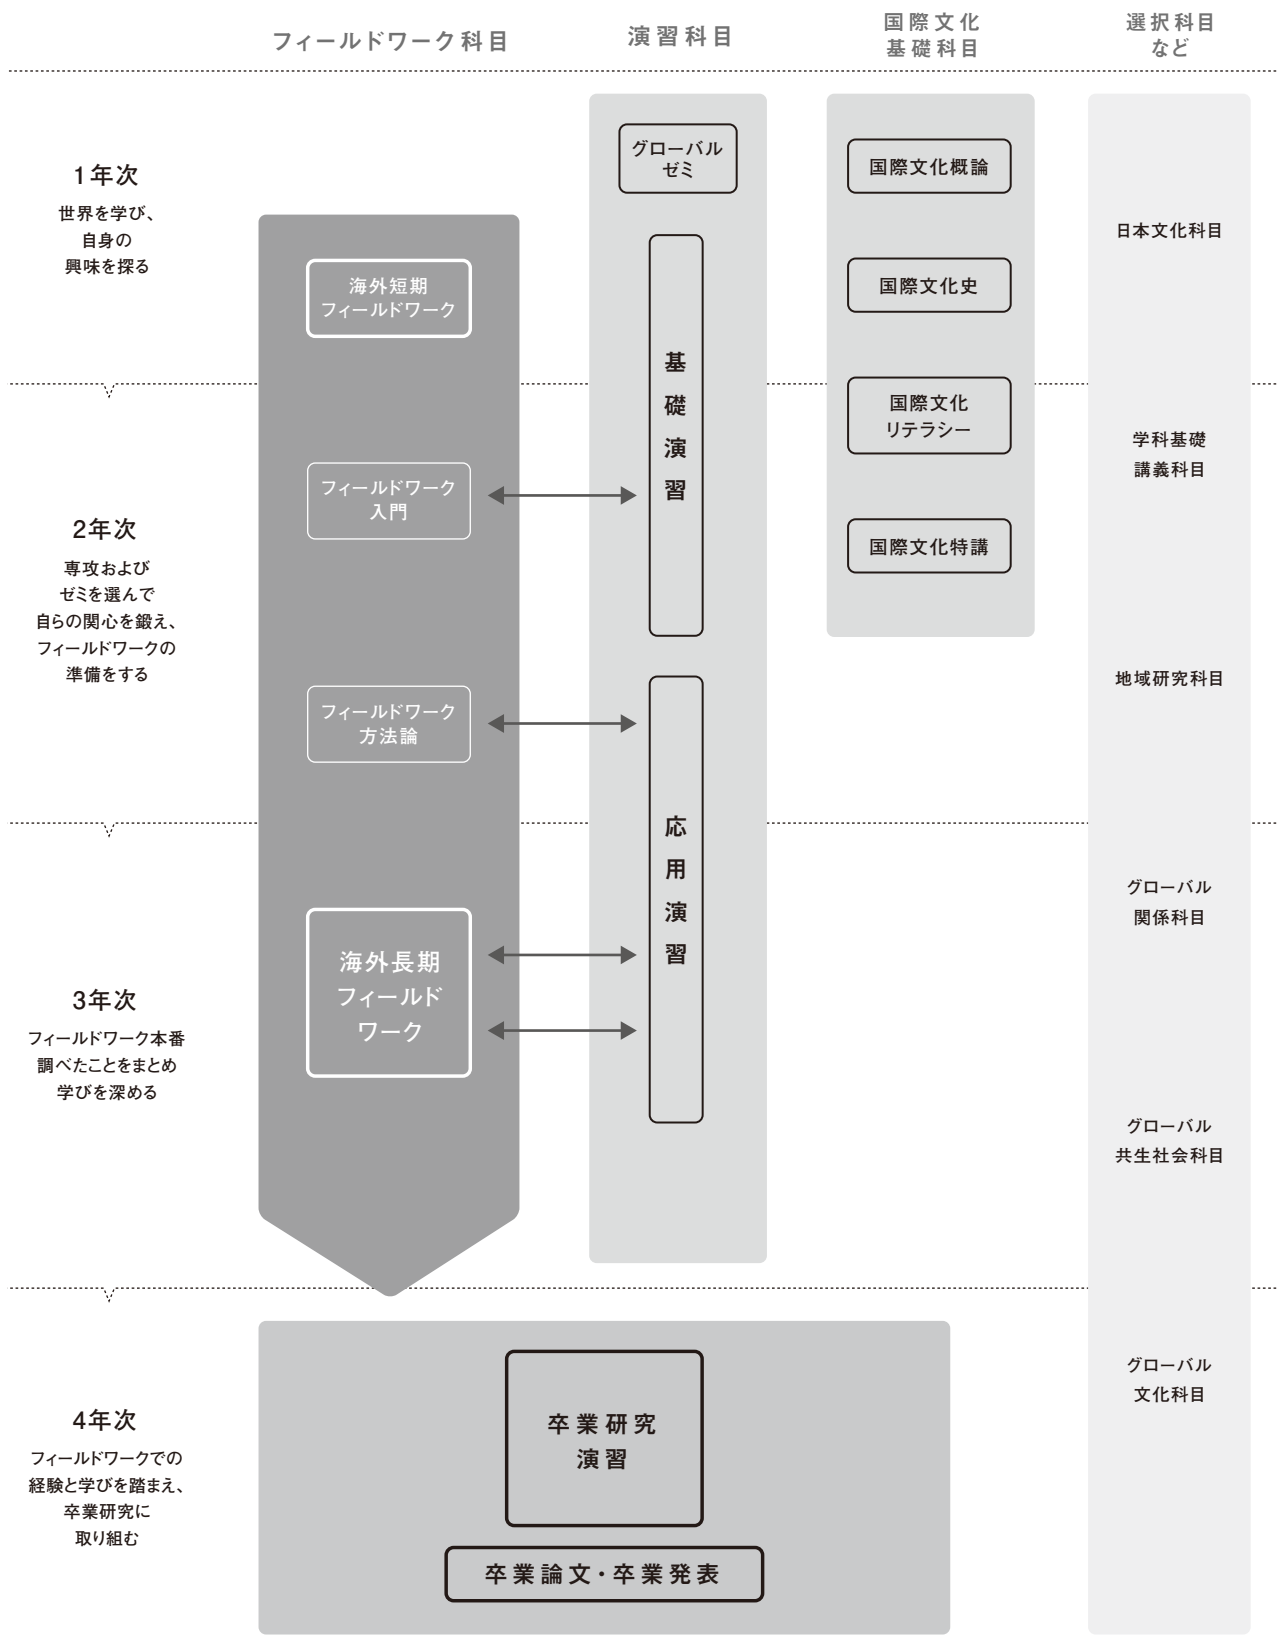 フィールドワーク科目
演習科目
国際文化
基礎科目
選択科目
など
1年次
世界を学び、
自身の
興味を探る
海外短期
フィールドワーク
グローバル
ゼミ
基礎演習
国際文化概論
国際文化史
国際文化
リテラシー
国際文化特講
日本文化科目
学科基礎
講義科目
2年次
専攻および
ゼミを選んで
自らの関心を鍛え、
フィールドワークの
準備をする
フィールドワーク
入門
フィールドワーク
方法論
応用演習
地域研究科目
3年次
フィールドワーク本番
調べたことをまとめ
学びを深める
海外長期
フィールド
ワーク
グローバル
関係科目
グローバル
共生社会科目
4年次
フィールドワークでの
経験と学びを踏まえ、
卒業研究に
取り組む
卒業研究
演習
卒業論文・卒業発表
グローバル
文化科目